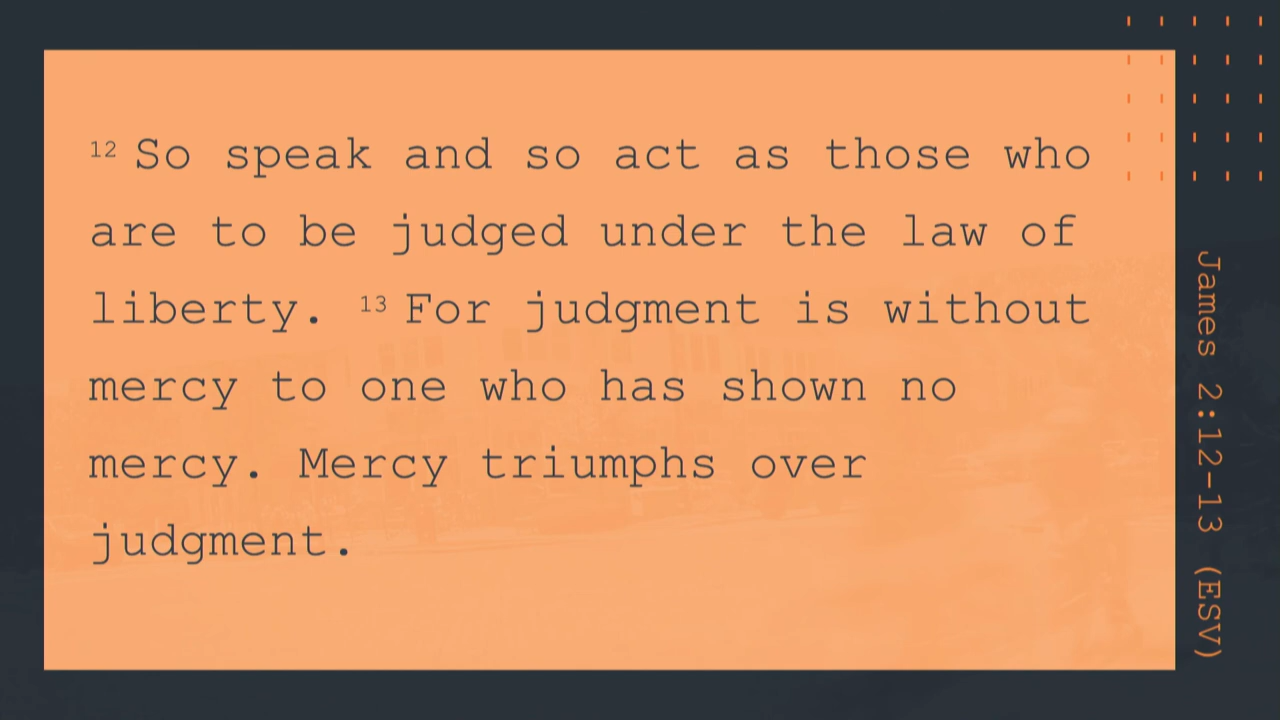 12 So speak and so act as those who
are to be judged under the law of
liberty. 13 For judgment is without
mercy to one who has shown no
mercy. Mercy triumphs over
judgment.
James 2:12-13 (ESV)